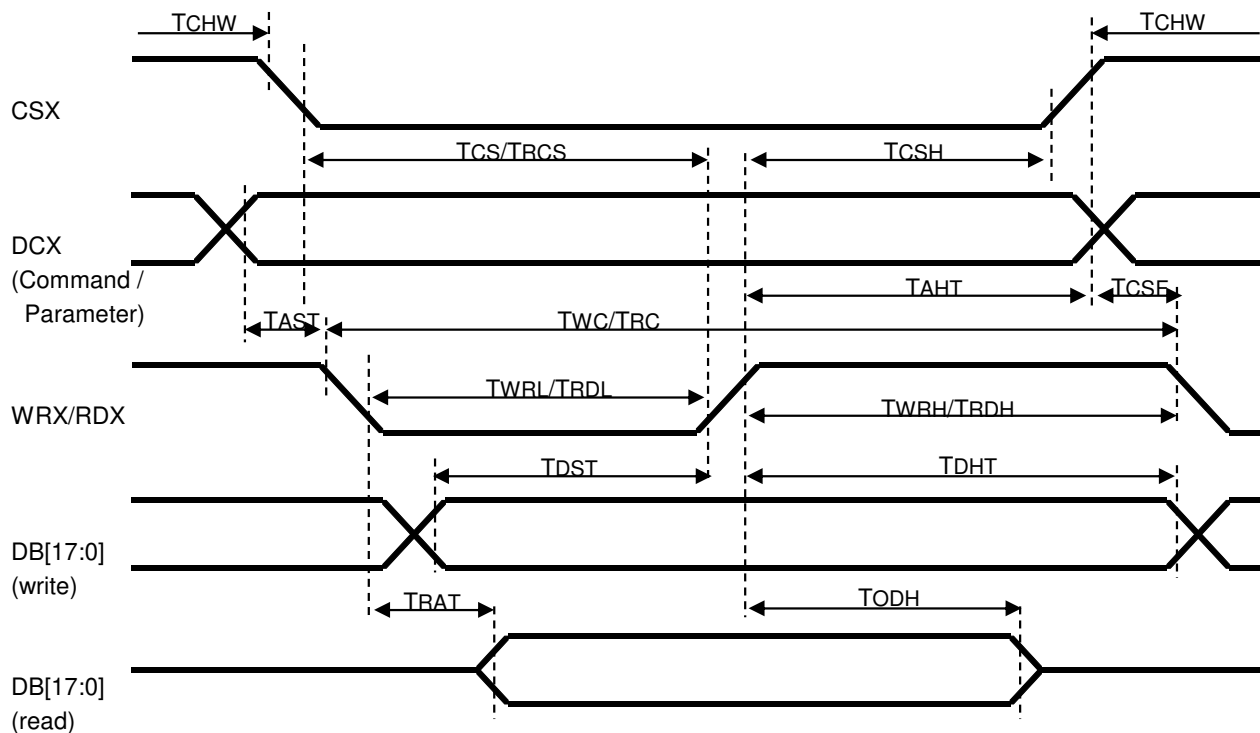 TCHW
TCHW
CSX
TCS/TRCS
TCSH
DCX
(Command /
Parameter)
TAHT
TCSF
TAST
TWC/TRC
WRX/RDX
TWRL/TRDL
TWRH/TRDH
TDST
TDHT
DB[17:0]
(write)
TRAT
TODH
DB[17:0]
(read)